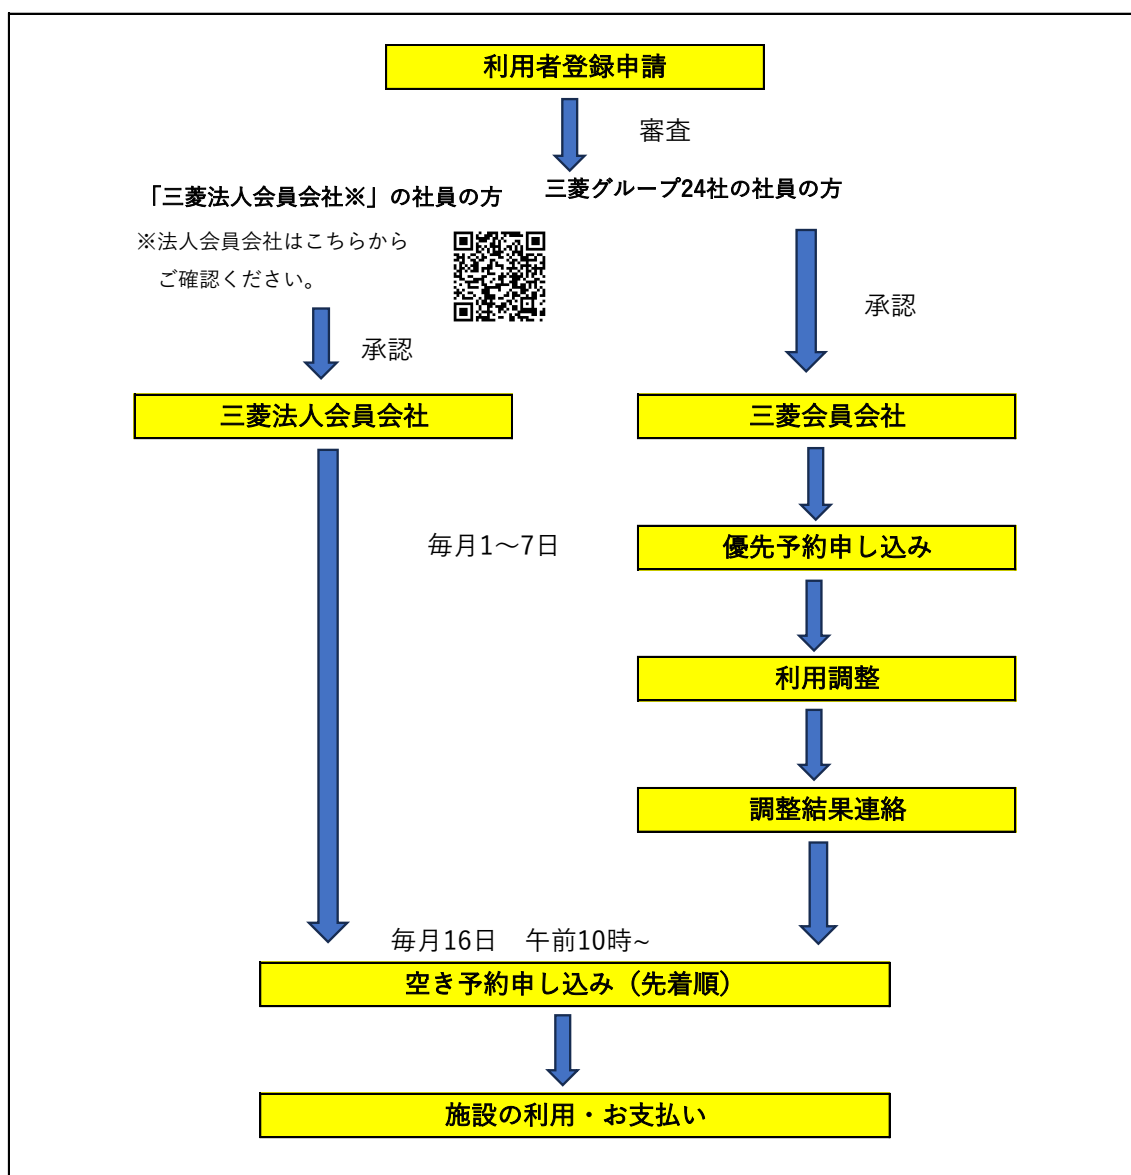 利用者登録申請
審査
「三菱法人会員会社※」の社員の方
三菱グループ24社の社員の方
※法人会員会社はこちらから
ご確認ください。
承認
承認
三菱法人会員会社
三菱会員会社
毎月1～7日
優先予約申し込み
利用調整
調整結果連絡
毎月16日　午前10時~
空き予約申し込み（先着順）
施設の利用・お支払い